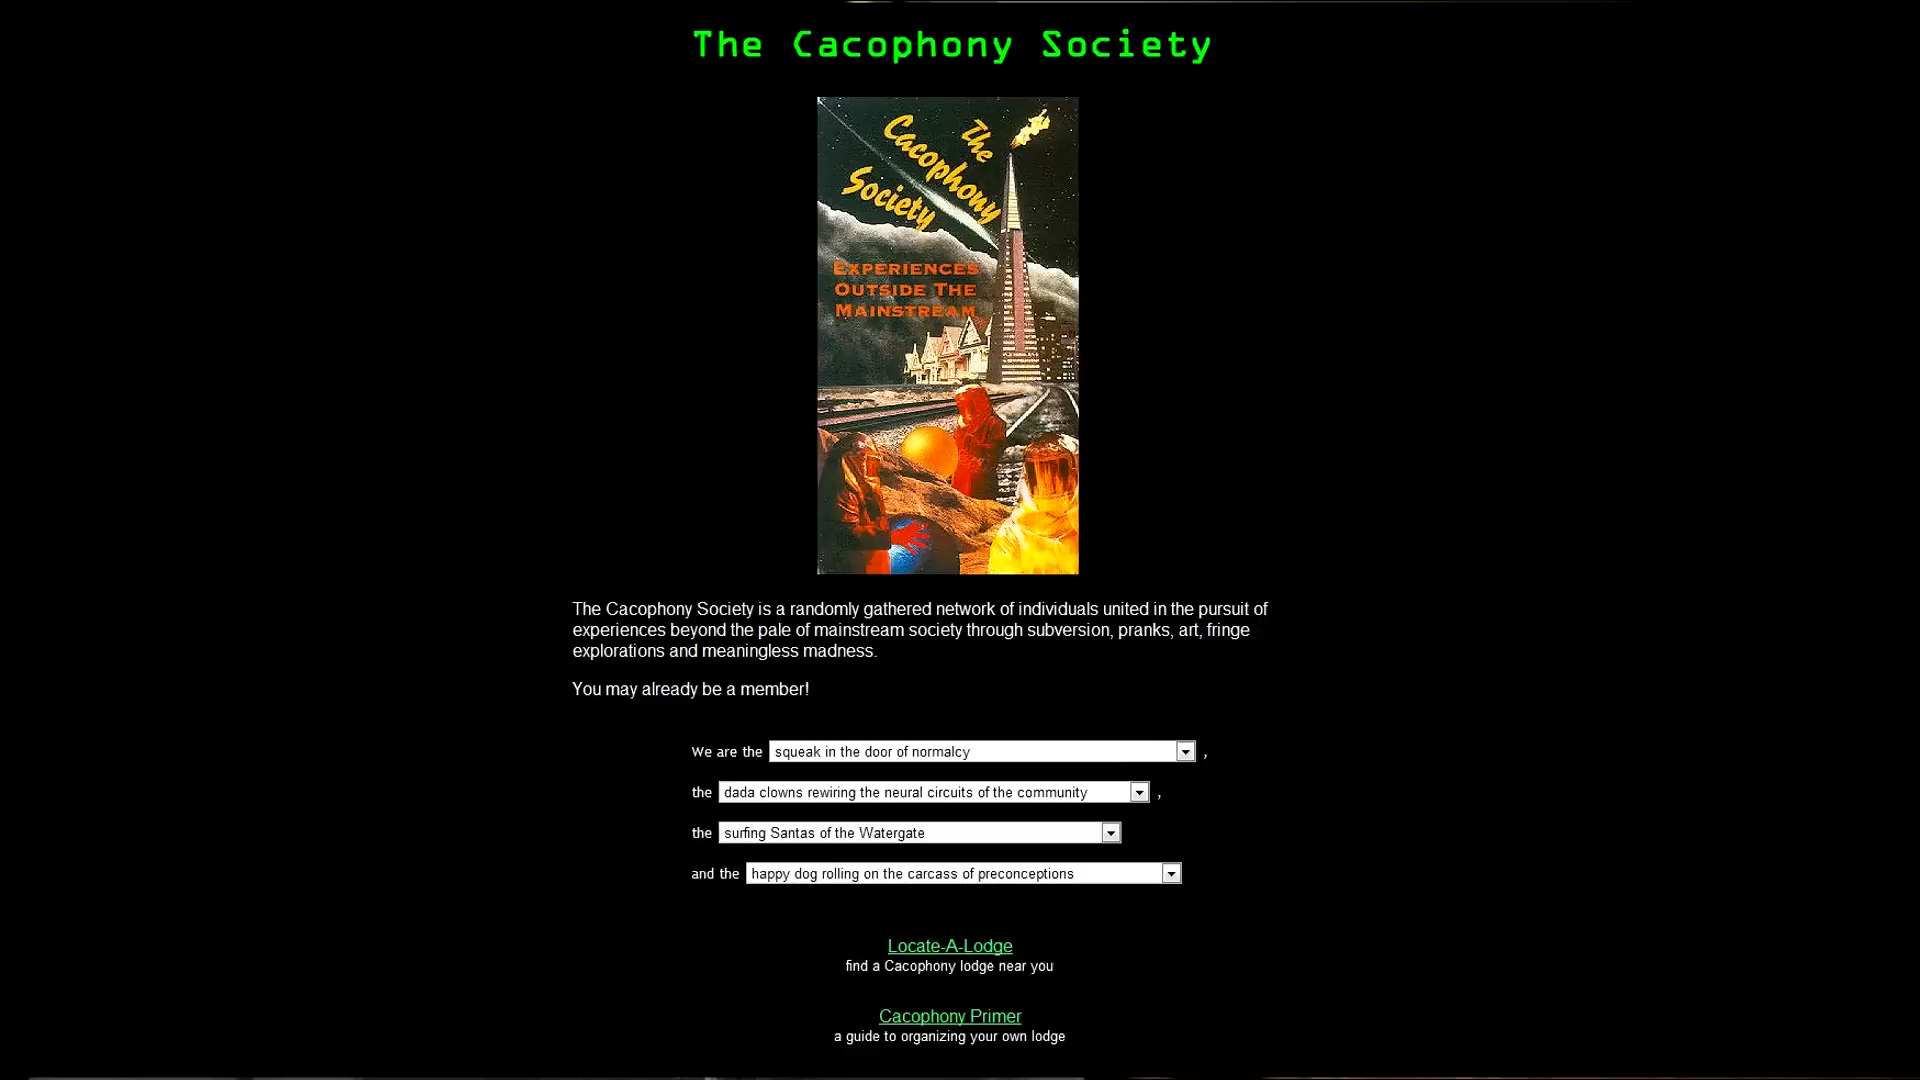 The Cacophony Society
The
Cacophony
Society
EXPERIENCES
OUTSIDE THE
MAINSTREAM
The Cacophony Society is a randomly gathered network of individuals united in the pursuit of
experiences beyond the pale of mainstream society through subversion, pranks, art, fringe
explorations and meaningless madness.
You may already be a member!
We are the squeak in the door of normalcy ,
the dada clowns rewiring the neural circuits of the community ,
the surfing Santas of the Watergate
and the happy dog rolling on the carcass of preconceptions
Locate-A-Lodge
find a Cacophony lodge near you
Cacophony Primer
a guide to organizing your own lodge